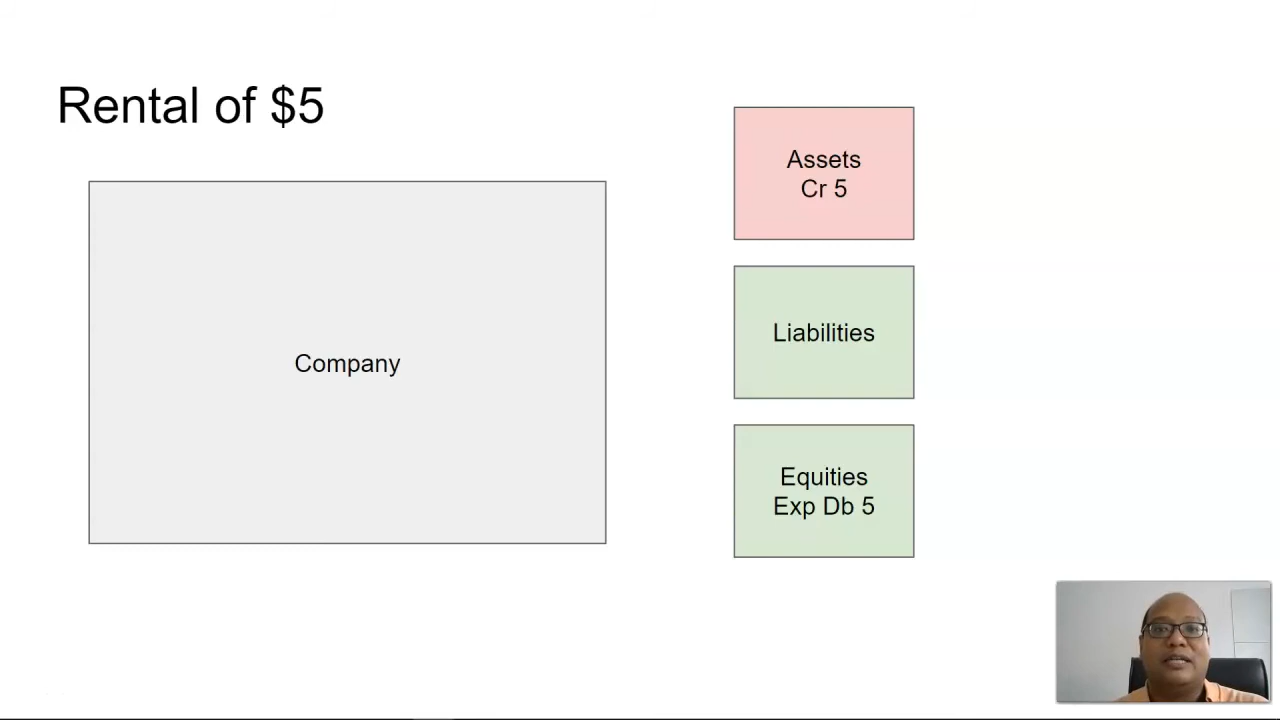 Rental of $5
Company
Assets
Cr 5
Liabilities
Equities
Exp Db 5